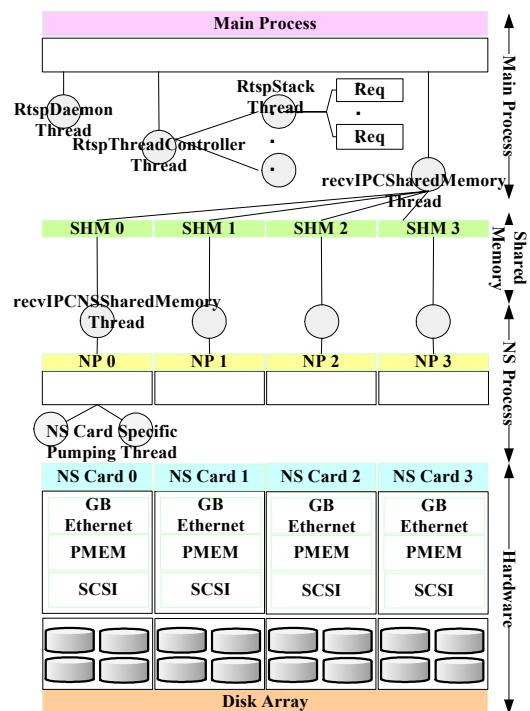 Main Process
RtspDaemon
Thread
RtspThreadController
Thread
RtspStack
Thread
Req
Req
recvIPCSharedMemory
Thread
Main Process
SHM 0 SHM 1 SHM 2 SHM 3
Shared
Memory
recvIPCNSSharedMemory
Thread
NP 0 NP 1 NP 2 NP 3
NS Process
NS Card Specific
Pumping Thread
NS Card 0 NS Card 1 NS Card 2 NS Card 3
GB GB GB GB
Ethernet Ethernet Ethernet Ethernet
PMEM PMEM PMEM PMEM
SCSI SCSI SCSI SCSI
Hardware
Disk Array